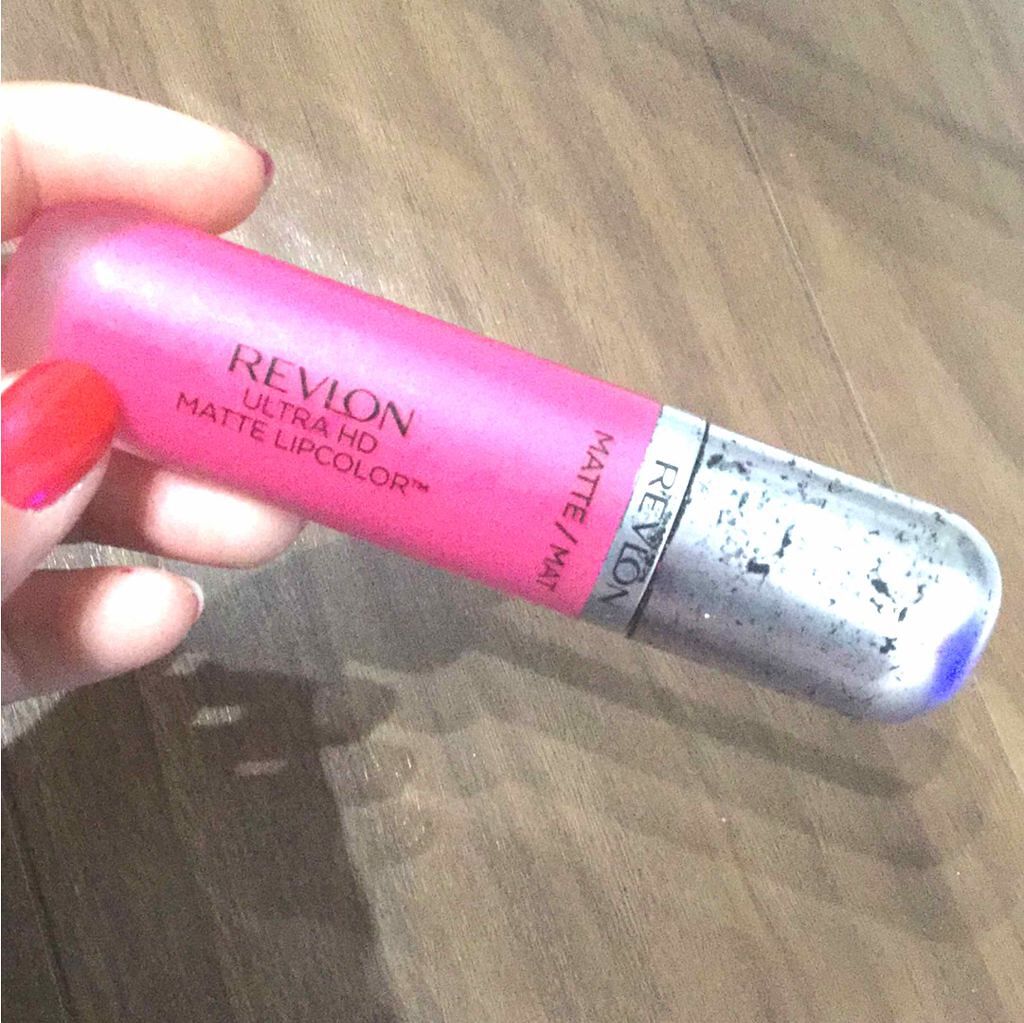 REVLON
ULTRA HD
MATTE LIPCOLOR™
MATTE / MAT
REVLON